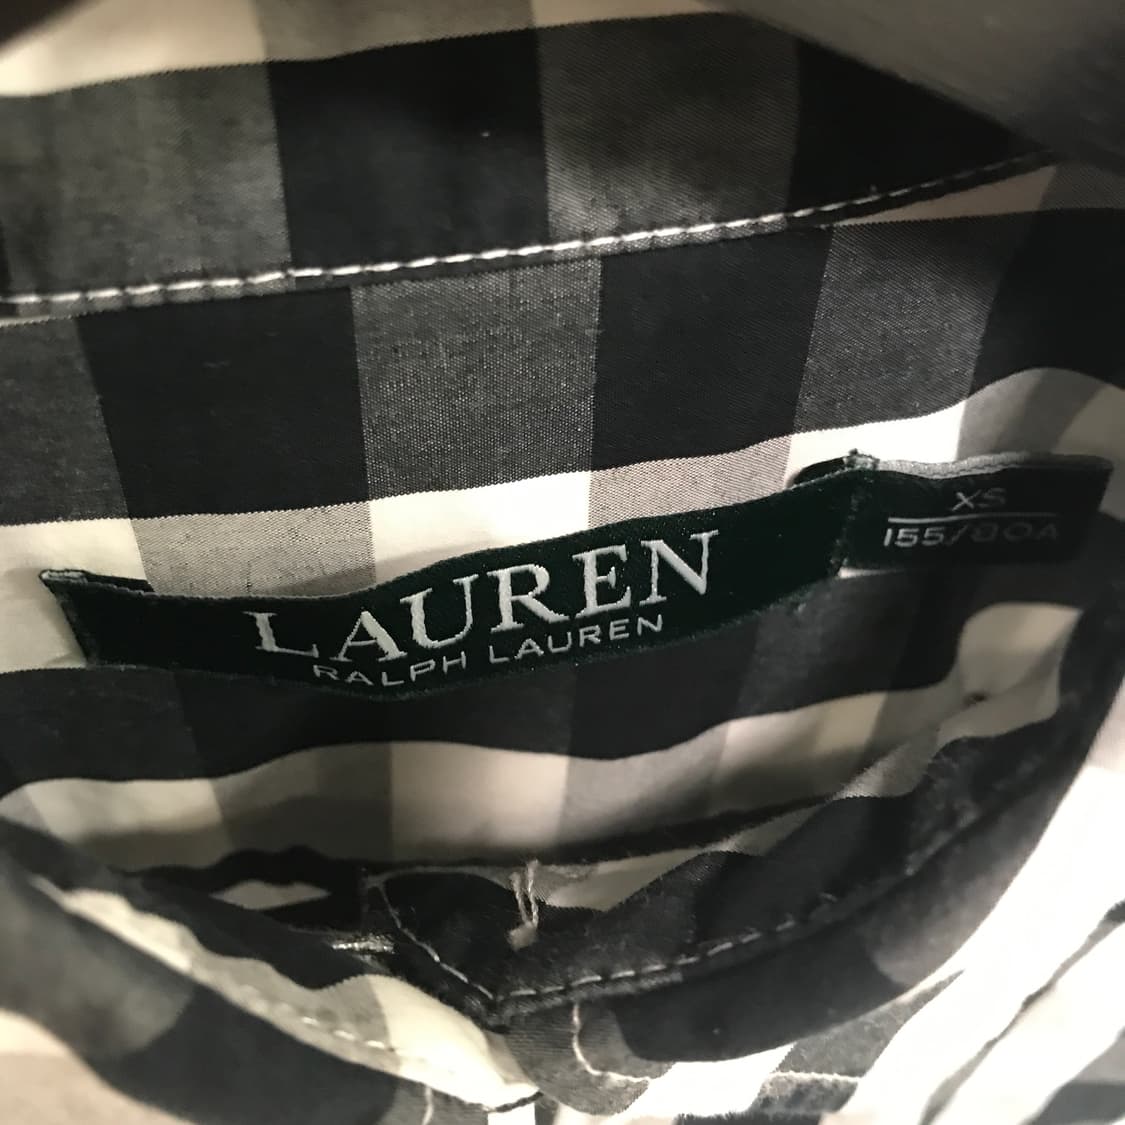 LAUREN
RALPH LAUREN
XS
155/80A